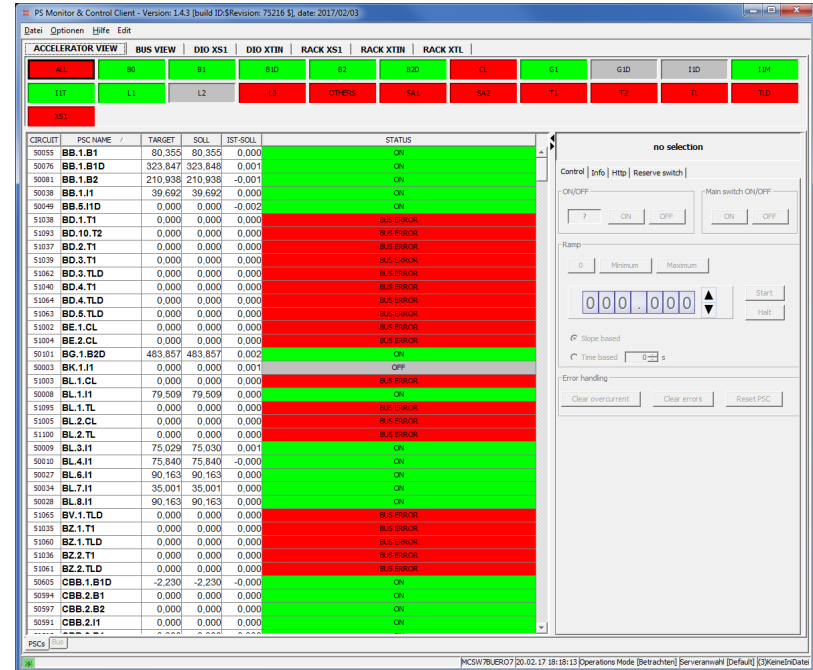 PS Monitor & Control Client - Version: 1.4.3 [build ID:$Revision: 75216 $], date: 2017/02/03
Datei Optionen Hilfe Edit
ACCELERATOR VIEW BUS VIEW DIO XS1 DIO XTIN RACK XS1 RACK XTIN RACK XTL
ALL B0 B1 B1D B2 B2D CL G1 G1D I1D I1M
I1T L1 L2 L3 OTHERS SA1 SA2 T1 T2 TL TLD
XS1
CIRCUIT PSC NAME / TARGET SOLL IST-SOLL STATUS
50055 BB.1.B1 80,355 80,355 0,000 ON
50076 BB.1.B1D 323,847 323,848 0,001 ON
50081 BB.1.B2 210,938 210,938 -0,001 ON
50038 BB.1.I1 39,692 39,692 0,000 ON
50049 BB.5.I1D 0,000 0,000 -0,002 ON
51038 BD.1.T1 0,000 0,000 0,000 BUS ERROR
51093 BD.10.T2 0,000 0,000 0,000 BUS ERROR
51037 BD.2.T1 0,000 0,000 0,000 BUS ERROR
51039 BD.3.T1 0,000 0,000 0,000 BUS ERROR
51062 BD.3.TLD 0,000 0,000 0,000 BUS ERROR
51040 BD.4.T1 0,000 0,000 0,000 BUS ERROR
51064 BD.4.TLD 0,000 0,000 0,000 BUS ERROR
51063 BD.5.TLD 0,000 0,000 0,000 BUS ERROR
51002 BE.1.CL 0,000 0,000 0,000 BUS ERROR
51004 BE.2.CL 0,000 0,000 0,000 BUS ERROR
50101 BG.1.B2D 483,857 483,857 0,002 ON
50003 BK.1.I1 0,000 0,000 0,001 OFF
51003 BL.1.CL 0,000 0,000 0,000 BUS ERROR
50008 BL.1.I1 79,509 79,509 0,000 ON
51095 BL.1.TL 0,000 0,000 0,000 BUS ERROR
51005 BL.2.CL 0,000 0,000 0,000 BUS ERROR
51100 BL.2.TL 0,000 0,000 0,000 BUS ERROR
50009 BL.3.I1 75,029 75,030 0,001 ON
50010 BL.4.I1 75,840 75,840 -0,000 ON
50027 BL.6.I1 90,163 90,163 0,000 ON
50034 BL.7.I1 35,001 35,001 0,000 ON
50028 BL.8.I1 90,163 90,163 0,000 ON
51065 BV.1.TLD 0,000 0,000 0,000 BUS ERROR
51035 BZ.1.T1 0,000 0,000 0,000 BUS ERROR
51060 BZ.1.TLD 0,000 0,000 0,000 BUS ERROR
51036 BZ.2.T1 0,000 0,000 0,000 BUS ERROR
51061 BZ.2.TLD 0,000 0,000 0,000 BUS ERROR
50605 CBB.1.B1D -2,230 -2,230 -0,000 ON
50594 CBB.2.B1 0,000 0,000 0,000 ON
50597 CBB.2.B2 0,000 0,000 0,000 ON
50591 CBB.2.I1 0,000 0,000 0,000 ON
no selection
Control Info Http Reserve switch
ON/OFF Main switch ON/OFF
? ON OFF ON OFF
Ramp
0 Minimum Maximum
000.000 Start
Halt
Slope based
Time based 0 s
Error handling
Clear overcurrent Clear errors Reset PSC
PSCs Bus
MCSW7BUERO7 20.02.17 18:18:13 Operations Mode [Betrachten] Serveranwahl [Default] (3)KeineIniDatei